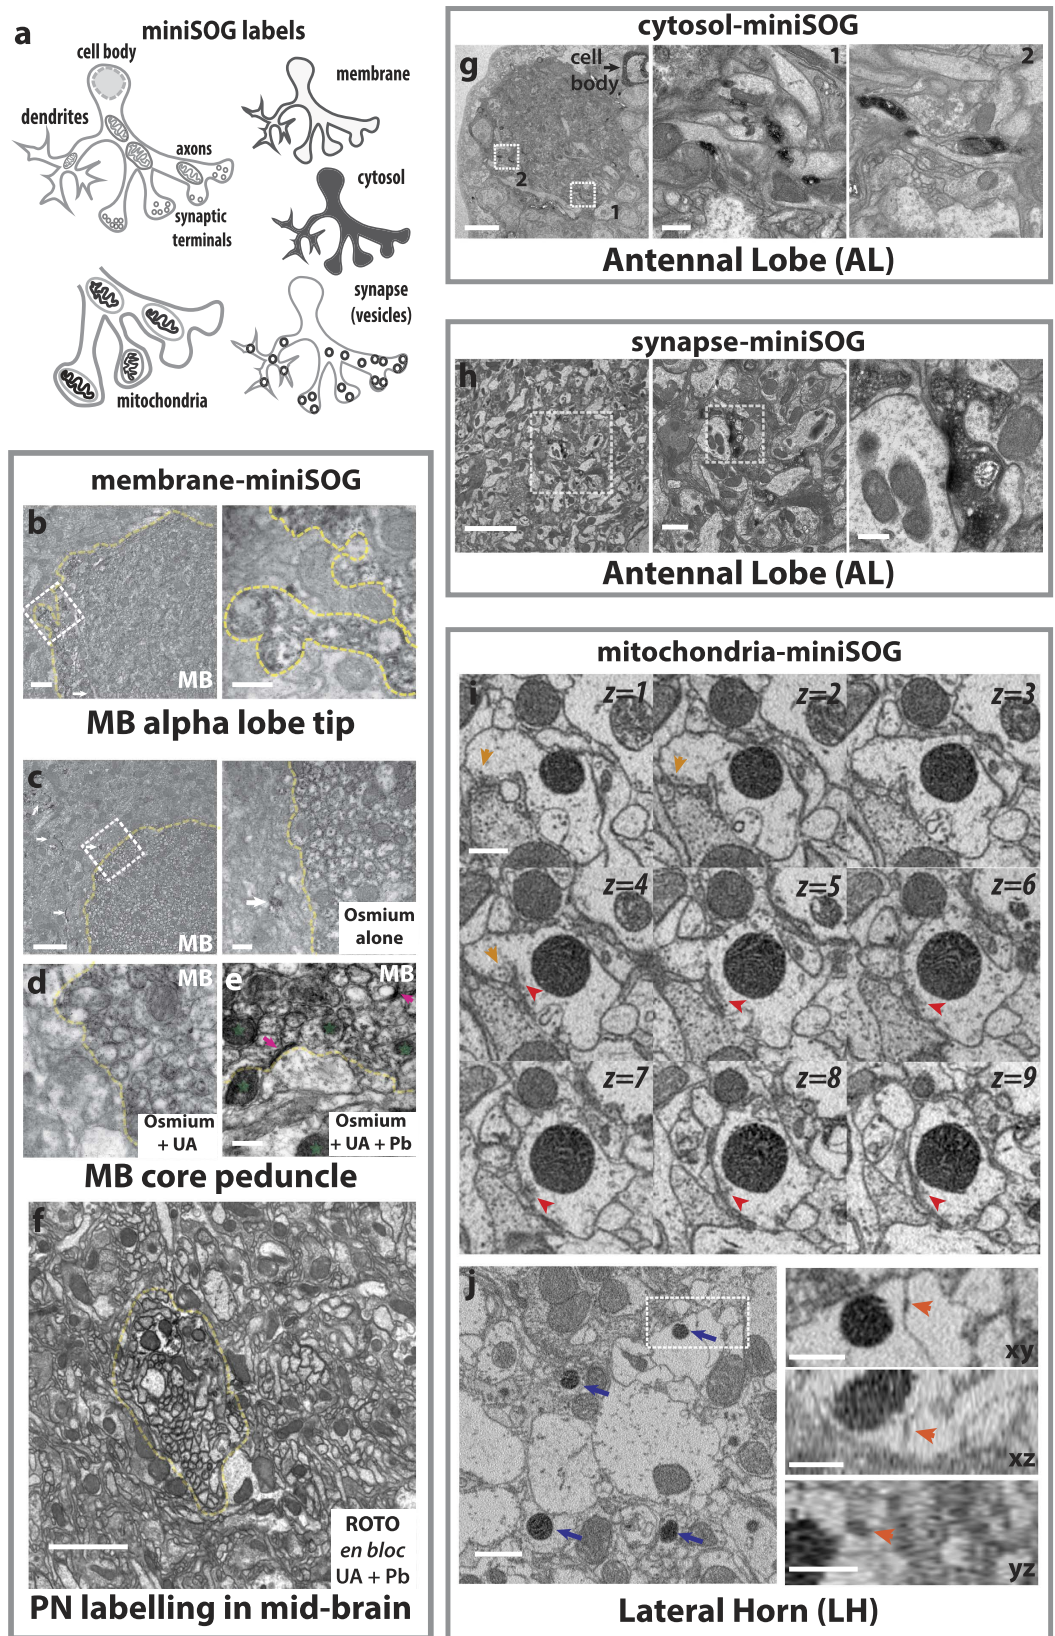 a
miniSOG labels
cell body
dendrites
axons
synaptic
terminals
membrane
cytosol
synapse
(vesicles)
mitochondria
membrane-miniSOG
b
MB
MB alpha lobe tip
c
MB
Osmium
alone
d
MB
Osmium
+ UA
e
MB
Osmium
+ UA + Pb
MB core peduncle
f
ROTO
en bloc
UA + Pb
PN labelling in mid-brain
cytosol-miniSOG
g
cell
body
2
1
1
2
Antennal Lobe (AL)
synapse-miniSOG
h
Antennal Lobe (AL)
mitochondria-miniSOG
i
z=1
z=2
z=3
z=4
z=5
z=6
z=7
z=8
z=9
j
xy
xz
yz
Lateral Horn (LH)